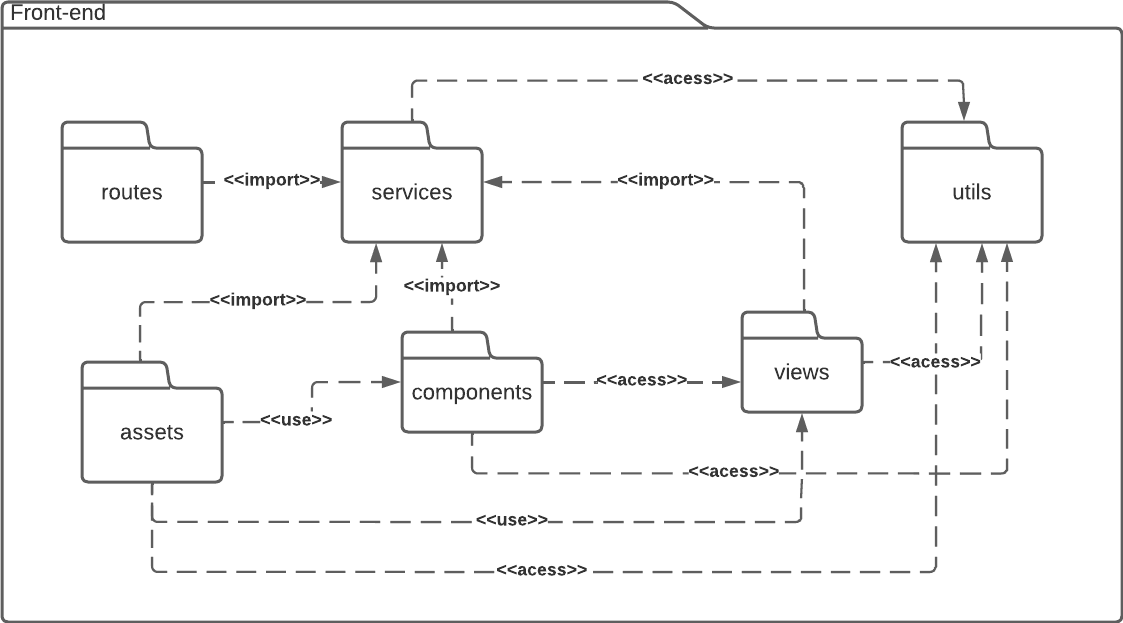 Front-end
<<acess>>
routes
<<import>>
services
<<import>>
utils
<<import>>
<<import>>
assets
<<use>>
components
<<acess>>
views
<<acess>>
<<acess>>
<<use>>
<<acess>>